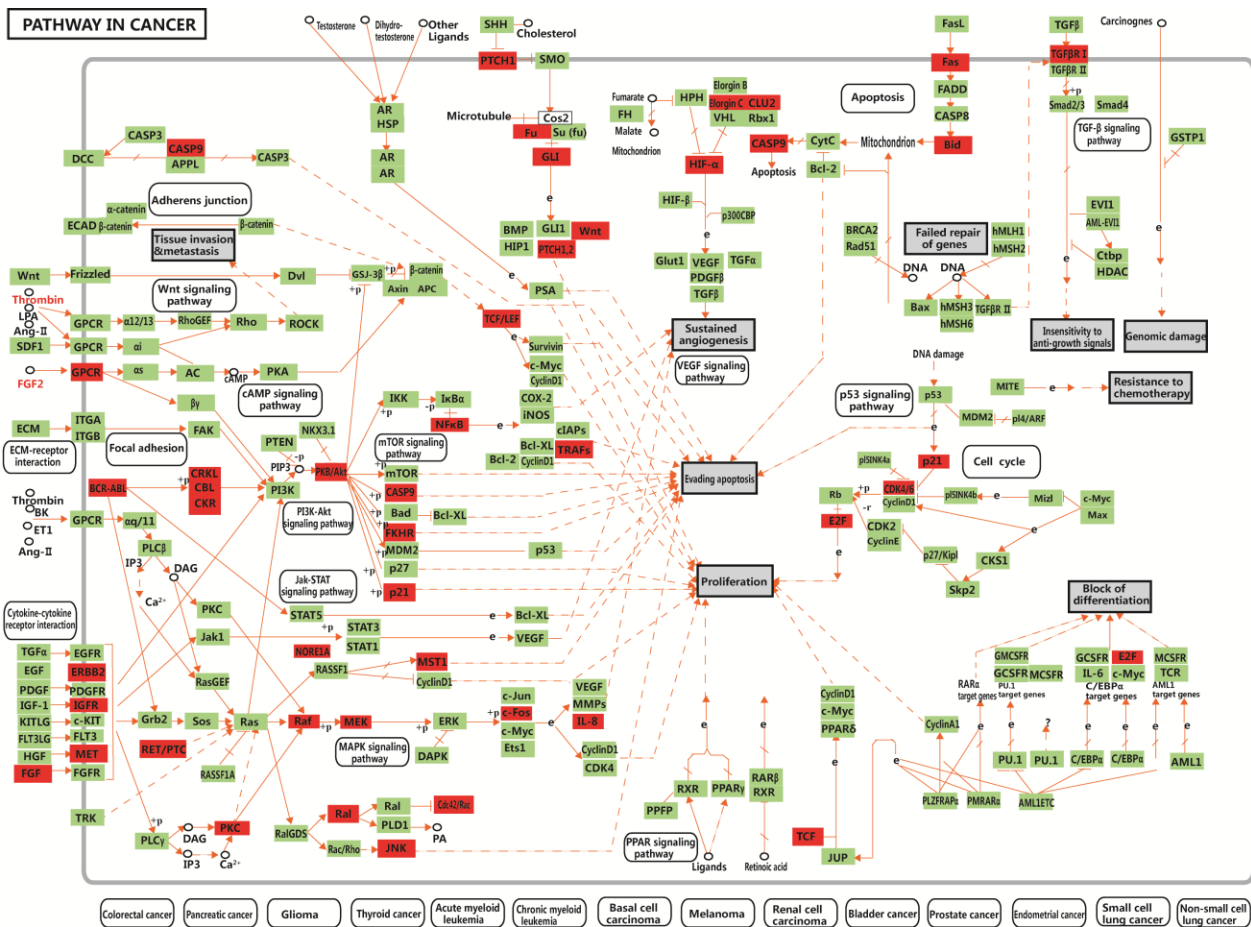 PATHWAY IN CANCER
Testosterone
Dihydro-
testosterone
Other
Ligands
SHH
Cholesterol
PTCH1
SMO
FasL
Fas
FADD
CASP8
Bid
TGFβ
TGFβR I
TGFβR II
+p
Smad2/3
Smad4
TGF-β signaling
pathway
Carcinognes
GSTP1
e
Fumarate
FH
Malate
Mitochondrion
HPH
Elorgin B
Elorgin C
CLU2
VHL
Rbx1
Apoptosis
AR
HSP
AR
AR
Microtubule
Cos2
Fu
Su (fu)
GLI
e
GLI1
Wnt
BMP
HIP1
PTCH1,2
CASP3
DCC
CASP9
APPL
CASP3
HIF-α
CASP9
CytC
Mitochondrion
Bcl-2
Apoptosis
HIF-β
p300CBP
e
Glut1
VEGF
PDGFβ
TGFα
TGFβ
Sustained
angiogenesis
VEGF signaling
pathway
BRCA2
Rad51
Failed repair
of genes
hMLH1
hMSH2
DNA
DNA
Bax
hMSH3
hMSH6
TGFβR II
EVI1
AML-EVI1
Ctbp
HDAC
e
Insensitivity to
anti-growth signals
Genomic damage
Adherens junction
α-catenin
ECAD
β-catenin
β-catenin
Tissue invasion
&metastasis
Wnt
Frizzled
Dvl
GSJ-3β
+p
+p
β-catenin
Axin
APC
Wnt signaling
pathway
Thrombin
LPA
Ang-II
SDF1
FGF2
GPCR
α12/13
RhoGEF
Rho
ROCK
GPCR
αi
GPCR
αs
AC
cAMP
PKA
βγ
cAMP signaling
pathway
e
PSA
+p
TCF/LEF
Survivin
c-Myc
CyclinD1
COX-2
iNOS
cIAPs
Bcl-XL
TRAFs
Bcl-2
CyclinD1
IKK
+p
-p
IκBα
NFκB
e
ECM
ITGA
ITGB
FAK
ECM-receptor
interaction
Focal adhesion
PTEN
NKX3.1
PIP3
-p
PKB/Akt
PI3K
PI3K-Akt
signaling pathway
mTOR signaling
pathway
+p
mTOR
+p
CASP9
Bad
Bcl-XL
+p
FKHR
+p
MDM2
p53
p27
+p
p21
BCR-ABL
+p
CRKL
CBL
CKR
Thrombin
BK
ET1
Ang-II
GPCR
αq/11
PLCβ
IP3
DAG
Ca²⁺
PKC
Jak-STAT
signaling pathway
STAT5
e
Bcl-XL
Jak1
+p
STAT3
STAT1
e
VEGF
Evading apoptosis
Proliferation
DNA damage
p53
MDM2
pI4/ARF
p53 signaling
pathway
e
p21
MITE
e
Resistance to
chemotherapy
Cell cycle
pISINK4a
CDK4/6
CyclinD1
pISINK4b
e
Mizl
c-Myc
Max
Rb
+p
-r
E2F
e
CDK2
CyclinE
e
p27/Kipl
CKS1
Skp2
Cytokine-cytokine
receptor interaction
TGFα
EGFR
EGF
ERBB2
PDGF
PDGFR
IGF-1
IGFR
KITLG
c-KIT
FLT3LG
FLT3
HGF
MET
FGF
FGFR
TRK
RasGEF
Grb2
Sos
Ras
RET/PTC
RASSF1A
NORE1A
RASSF1
MST1
CyclinD1
Raf
+p
MEK
+p
ERK
DAPK
MAPK signaling
pathway
c-Jun
c-Fos
c-Myc
Ets1
e
VEGF
MMPs
IL-8
CyclinD1
CDK4
+p
PLCγ
DAG
IP3
Ca²⁺
PKC
RalGDS
Ral
Ral
PLD1
PA
Cdc42/Rac
Rac/Rho
JNK
RXR
PPARγ
PPFP
PPAR signaling
pathway
Ligands
RARβ
RXR
Retinoic acid
CyclinD1
c-Myc
PPARδ
e
TCF
JUP
Block of
differentiation
GMCSFR
RARα
target genes
GCSFR
MCSFR
PU.1
target genes
GCSFR
E2F
IL-6
c-Myc
C/EBPα
target genes
MCSFR
TCR
AML1
target genes
CyclinA1
e
e
?
e
e
e
PU.1
PU.1
C/EBPα
C/EBPα
AML1
e
e
e
PLZFRAPα
PMRARα
AML1ETC
Colorectal cancer
Pancreatic cancer
Glioma
Thyroid cancer
Acute myeloid
leukemia
Chronic myeloid
leukemia
Basal cell
carcinoma
Melanoma
Renal cell
carcinoma
Bladder cancer
Prostate cancer
Endometrial cancer
Small cell
lung cancer
Non-small cell
lung cancer